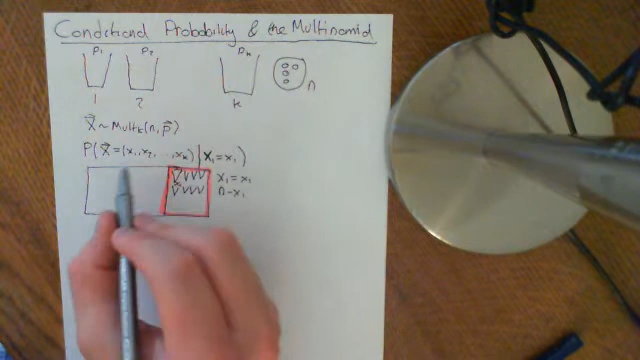 Conditional Probability & the Multinomial
P₁ P₂ Pₖ
1 2 k n
X⃗ ~ Multₖ(n, p⃗)
P(X⃗ = (x₁, x₂, ..., xₖ) | X₁ = x₁)
X₁ = x₁
n - x₁